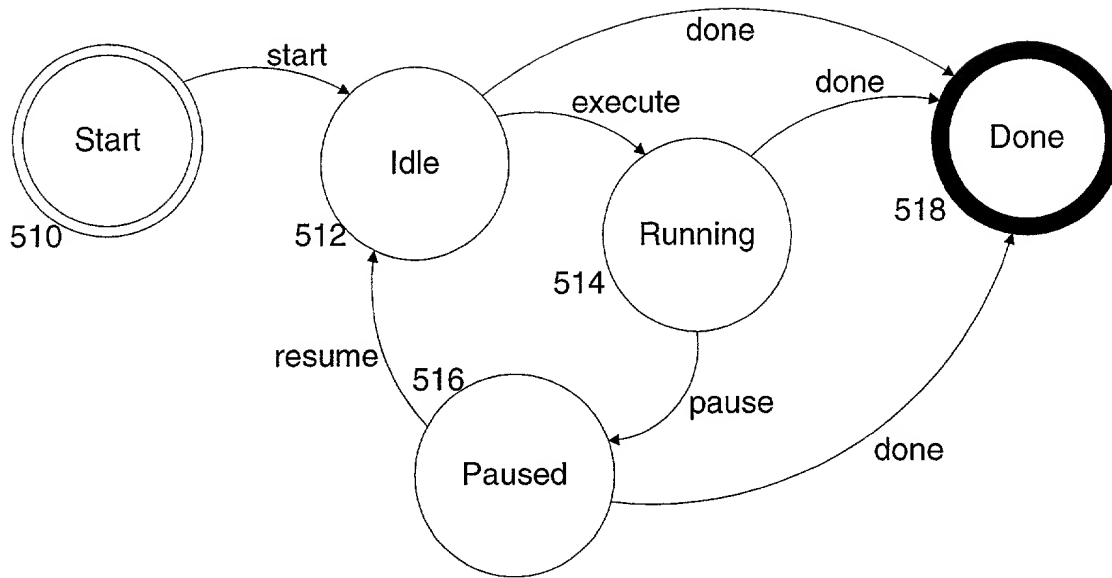 done
start
done
execute
Start
Done
Idle
518
510
512
Running
514
resume
516
pause
done
Paused